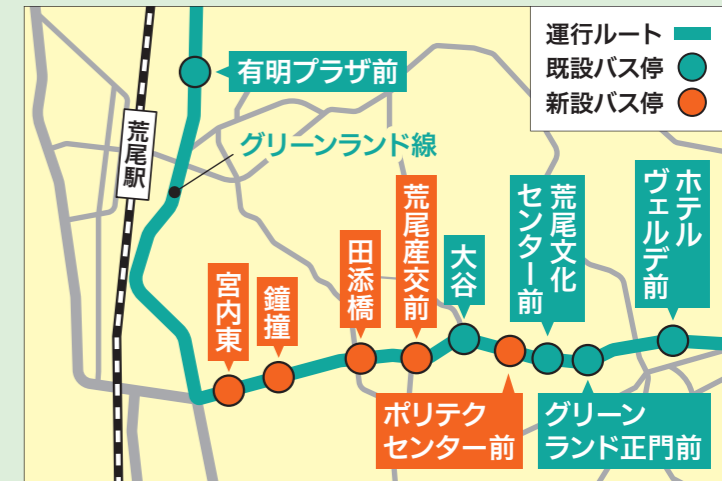 運行ルート
既設バス停
新設バス停
有明プラザ前
荒尾駅
グリーンランド線
宮内東
鐘撞
田添橋
荒尾産交前
大谷
荒尾文化
センター前
ホテル
ヴェルデ前
ポリテク
センター前
グリーン
ランド正門前